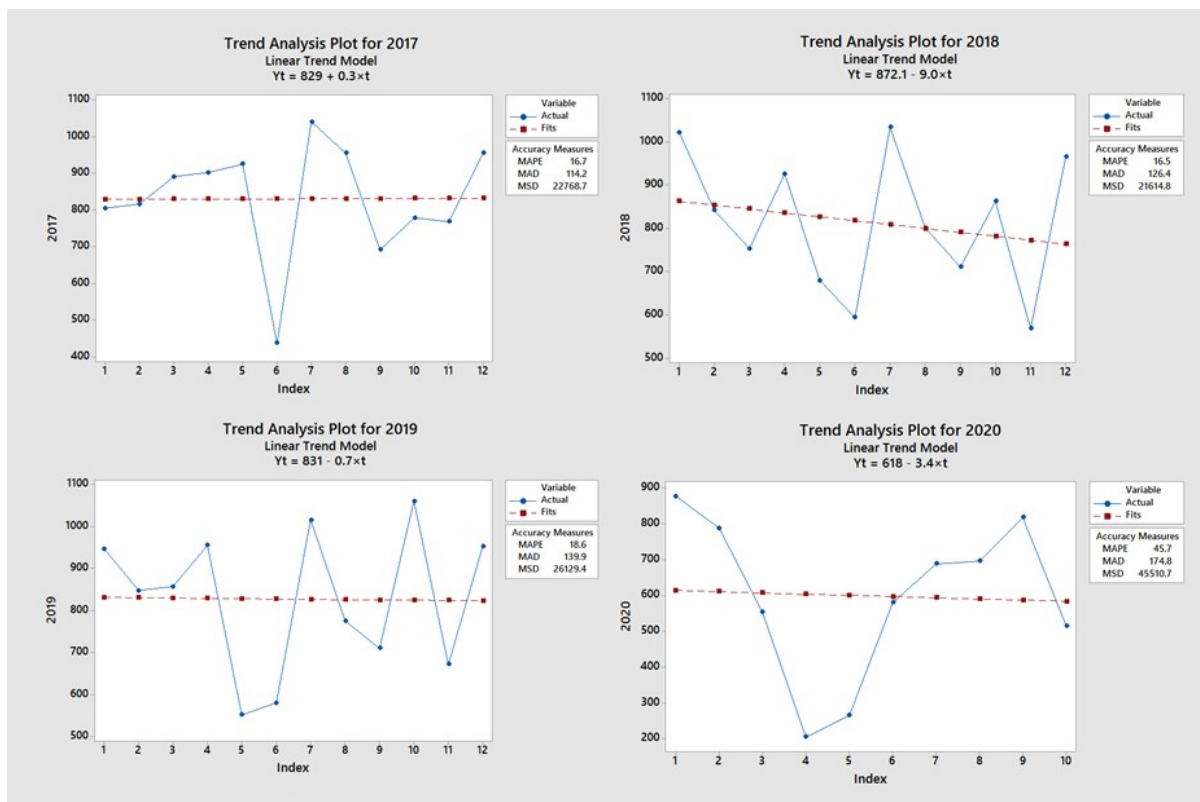 Trend Analysis Plot for 2017
Linear Trend Model
Yt = 829 + 0.3×t
1100
1000
900
800
700
600
500
400
2017
1 2 3 4 5 6 7 8 9 10 11 12
Index
Variable
Actual
Fits
Accuracy Measures
MAPE 16.7
MAD 114.2
MSD 22768.7
Trend Analysis Plot for 2018
Linear Trend Model
Yt = 872.1 - 9.0×t
1100
1000
900
800
700
600
500
2018
1 2 3 4 5 6 7 8 9 10 11 12
Index
Variable
Actual
Fits
Accuracy Measures
MAPE 16.5
MAD 126.4
MSD 21614.8
Trend Analysis Plot for 2019
Linear Trend Model
Yt = 831 - 0.7×t
1100
1000
900
800
700
600
500
2019
1 2 3 4 5 6 7 8 9 10 11 12
Index
Variable
Actual
Fits
Accuracy Measures
MAPE 18.6
MAD 139.9
MSD 26129.4
Trend Analysis Plot for 2020
Linear Trend Model
Yt = 618 - 3.4×t
900
800
700
600
500
400
300
200
2020
1 2 3 4 5 6 7 8 9 10
Index
Variable
Actual
Fits
Accuracy Measures
MAPE 45.7
MAD 174.8
MSD 45510.7